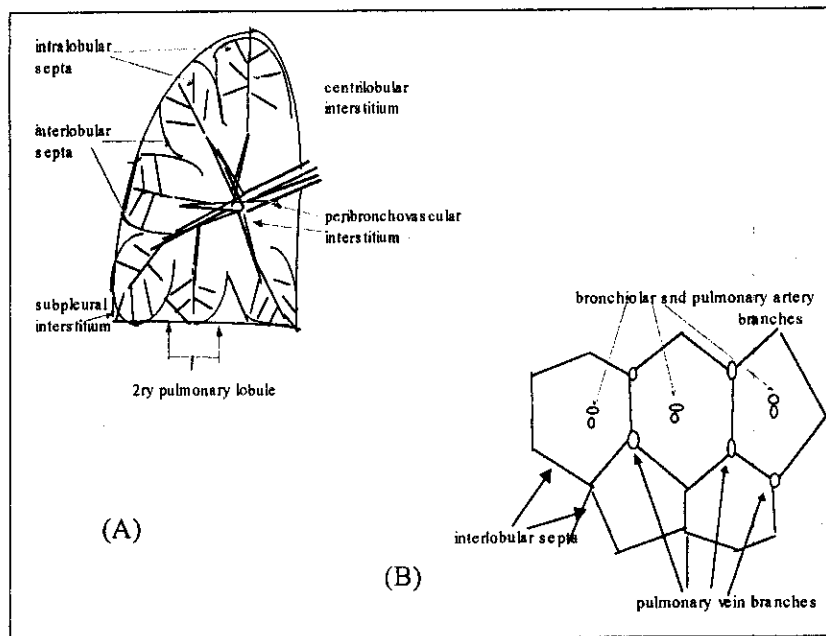 intralobular
septa
centrilobular
interstitium
interlobular
septa
peribronchovascular
interstitium
subpleural
interstitium
2ry pulmonary lobule
(A)
bronchiolar snd pulmonary artery
branches
interlobular septa
(B)
pulmonary vein branches